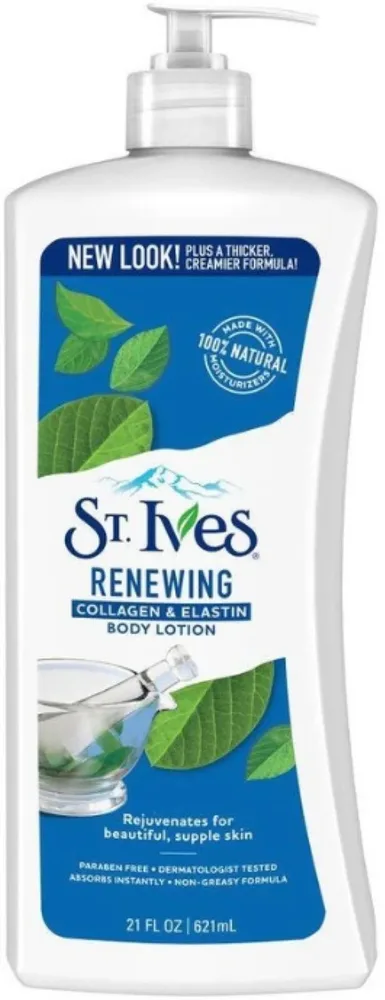 NEW LOOK! PLUS A THICKER, CREAMIER FORMULA!
MADE WITH
100% NATURAL
MOISTURIZERS
ST. Ives®
RENEWING
COLLAGEN & ELASTIN
BODY LOTION
Rejuvenates for
beautiful, supple skin
PARABEN FREE • DERMATOLOGIST TESTED
ABSORBS INSTANTLY • NON-GREASY FORMULA
21 FL OZ | 621mL